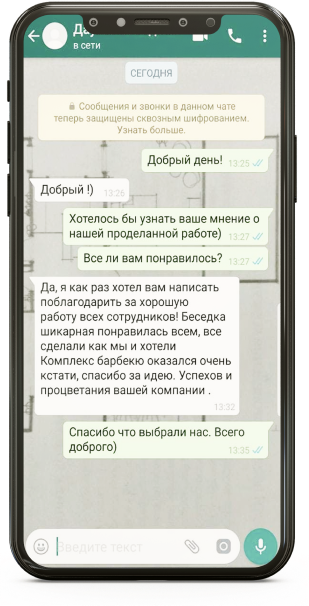 в сети
СЕГОДНЯ
Сообщения и звонки в данном чате
теперь защищены сквозным шифрованием.
Узнать больше.
Добрый день! 13:25
Добрый !) 13:26
Хотелось бы узнать ваше мнение о
нашей проделанной работе) 13:27
Все ли вам понравилось? 13:27
Да, я как раз хотел вам написать
поблагодарить за хорошую
работу всех сотрудников! Беседка
шикарная понравилась всем, все
сделали как мы и хотели
Комплекс барбекю оказался очень
кстати, спасибо за идею. Успехов и
процветания вашей компании .
13:32
Спасибо что выбрали нас. Всего
доброго) 13:35
Введите текст